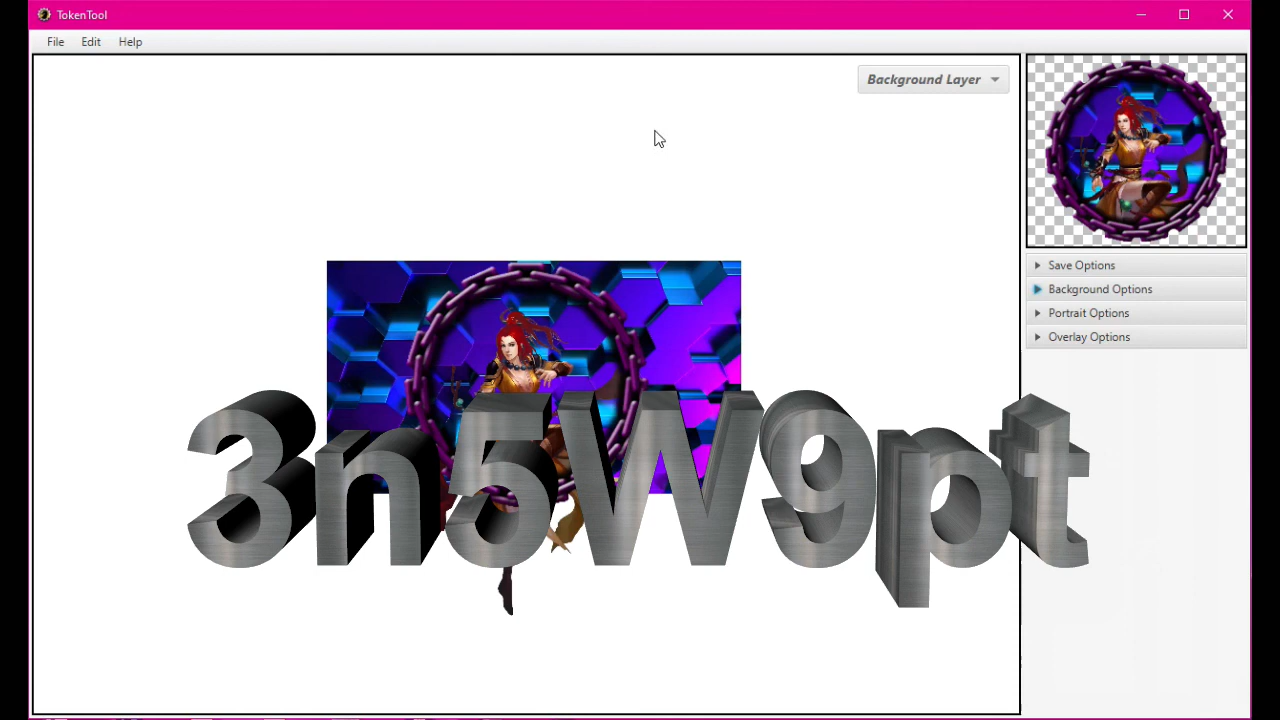 TokenTool
File Edit Help
Background Layer
Save Options
Background Options
Portrait Options
Overlay Options
3n5W9pt